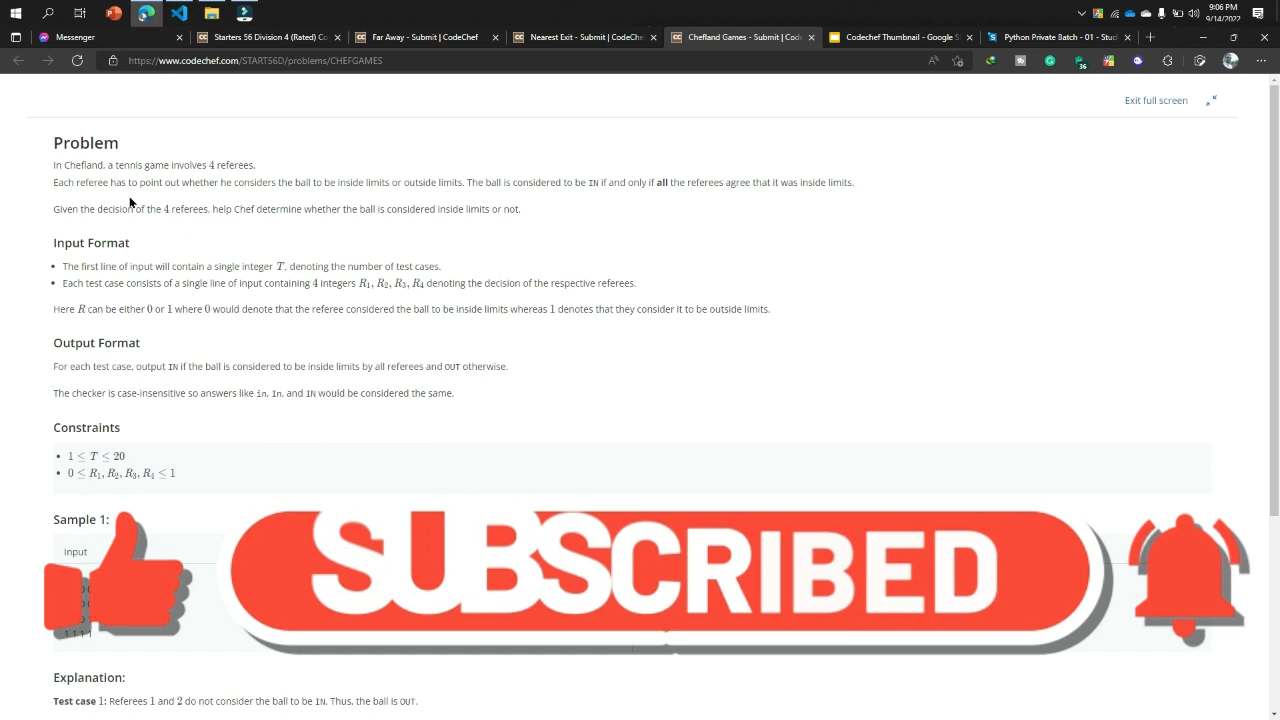 9:06 PM
9/14/2022
Messenger
Starters 56 Division 4 (Rated) Co
Far Away - Submit | CodeChef
Nearest Exit - Submit | CodeChe
Chefland Games - Submit | Cod
Codechef Thumbnail - Google S
Python Private Batch - 01 - Stud
https://www.codechef.com/START56D/problems/CHEFGAMES
Exit full screen
Problem
In Chefland, a tennis game involves 4 referees.
Each referee has to point out whether he considers the ball to be inside limits or outside limits. The ball is considered to be IN if and only if all the referees agree that it was inside limits.
Given the decision of the 4 referees, help Chef determine whether the ball is considered inside limits or not.
Input Format
• The first line of input will contain a single integer T, denoting the number of test cases.
• Each test case consists of a single line of input containing 4 integers R₁, R₂, R₃, R₄ denoting the decision of the respective referees.
Here R can be either 0 or 1 where 0 would denote that the referee considered the ball to be inside limits whereas 1 denotes that they consider it to be outside limits.
Output Format
For each test case, output IN if the ball is considered to be inside limits by all referees and OUT otherwise.
The checker is case-insensitive so answers like in, In, and IN would be considered the same.
Constraints
• 1 ≤ T ≤ 20
• 0 ≤ R₁, R₂, R₃, R₄ ≤ 1
Sample 1:
Input
SUBSCRIBED
1 1 1 1
Explanation:
Test case 1: Referees 1 and 2 do not consider the ball to be IN. Thus, the ball is OUT.